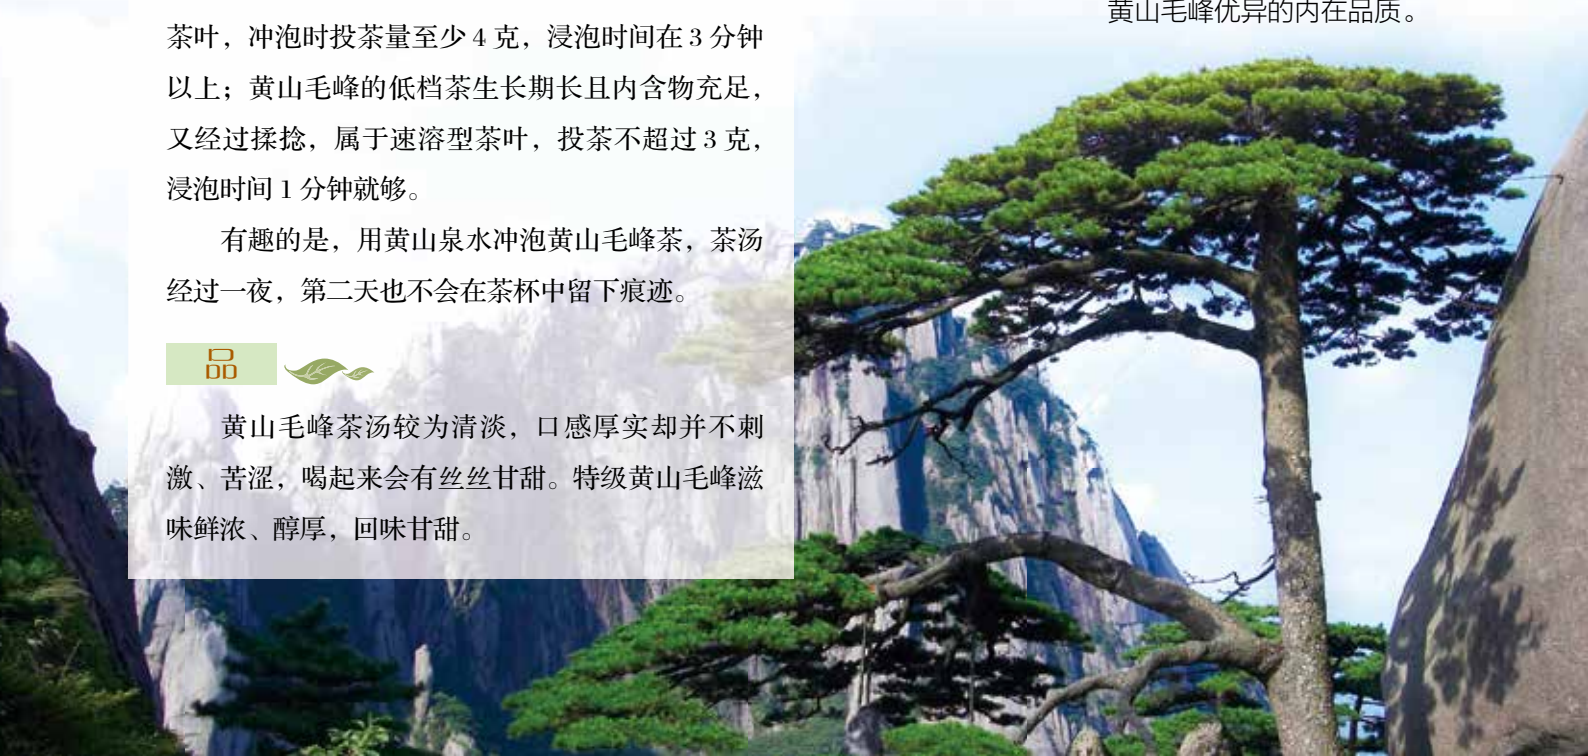 茶叶，冲泡时投茶量至少 4 克，浸泡时间在 3 分钟
以上；黄山毛峰的低档茶生长期长且内含物充足，
又经过揉捻，属于速溶型茶叶，投茶不超过 3 克，
浸泡时间 1 分钟就够。
有趣的是，用黄山泉水冲泡黄山毛峰茶，茶汤
经过一夜，第二天也不会在茶杯中留下痕迹。
品
黄山毛峰茶汤较为清淡，口感厚实却并不刺
激、苦涩，喝起来会有丝丝甘甜。特级黄山毛峰滋
味鲜浓、醇厚，回味甘甜。
黄山毛峰优异的内在品质。